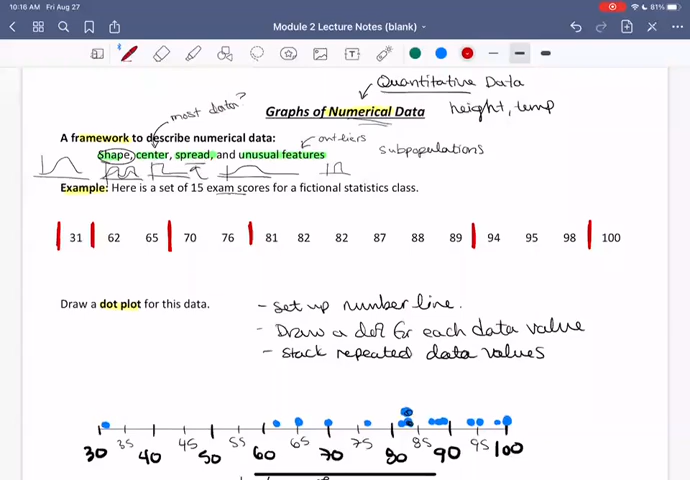 10:16 AM Fri Aug 27
81%
Module 2 Lecture Notes (blank)
Quantitative Data
most data?
Graphs of Numerical Data
height, temp
A framework to describe numerical data:
outliers
Shape, center, spread, and unusual features
subpopulations
Example: Here is a set of 15 exam scores for a fictional statistics class.
31 62 65 70 76 81 82 82 87 88 89 94 95 98 100
Draw a dot plot for this data.
- Set up number line.
- Draw a dot for each data value
- Stack repeated data values
30 35 40 45 50 55 60 65 70 75 80 85 90 95 100